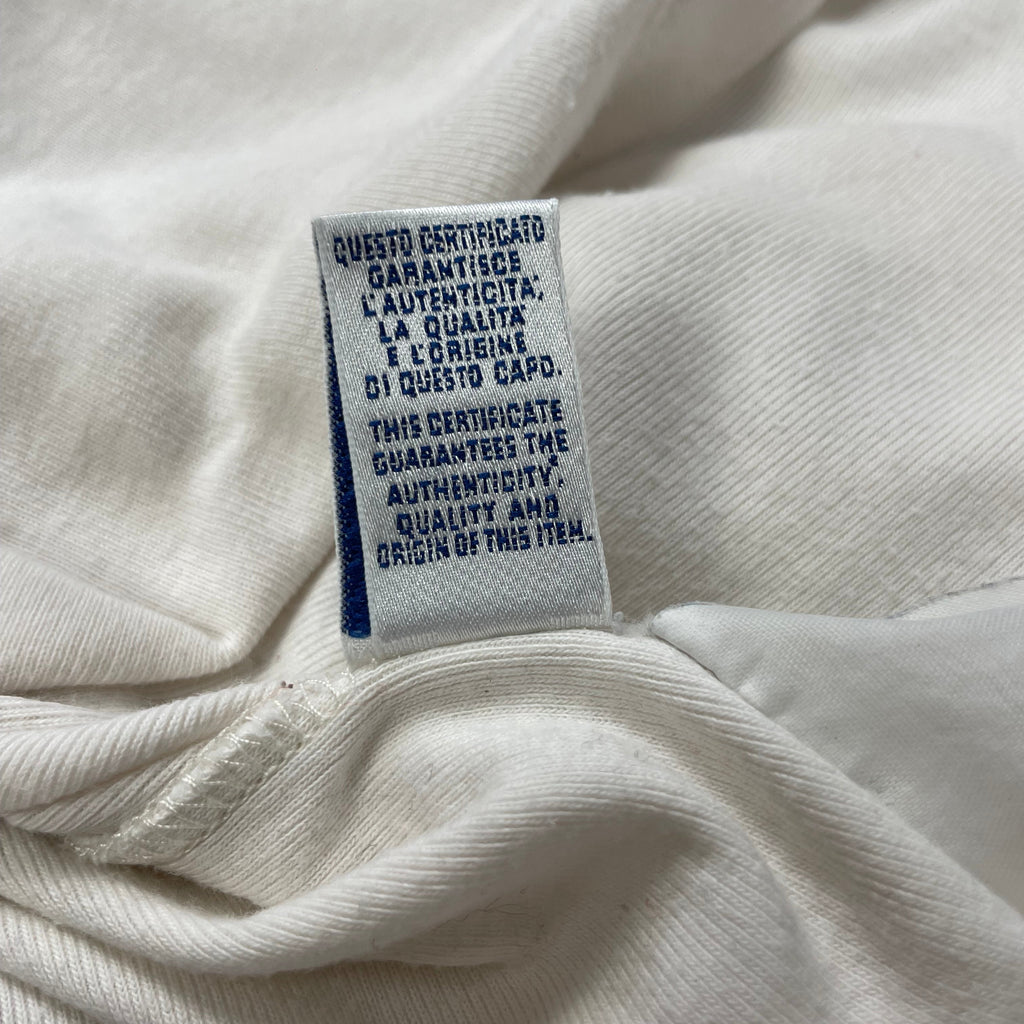 QUESTO CERTIFICATO
GARANTISCE
L'AUTENTICITA',
LA QUALITA'
E L'ORIGINE
DI QUESTO CAPO.
THIS CERTIFICATE
GUARANTEES THE
AUTHENTICITY',
QUALITY AND
ORIGIN OF THIS ITEM.